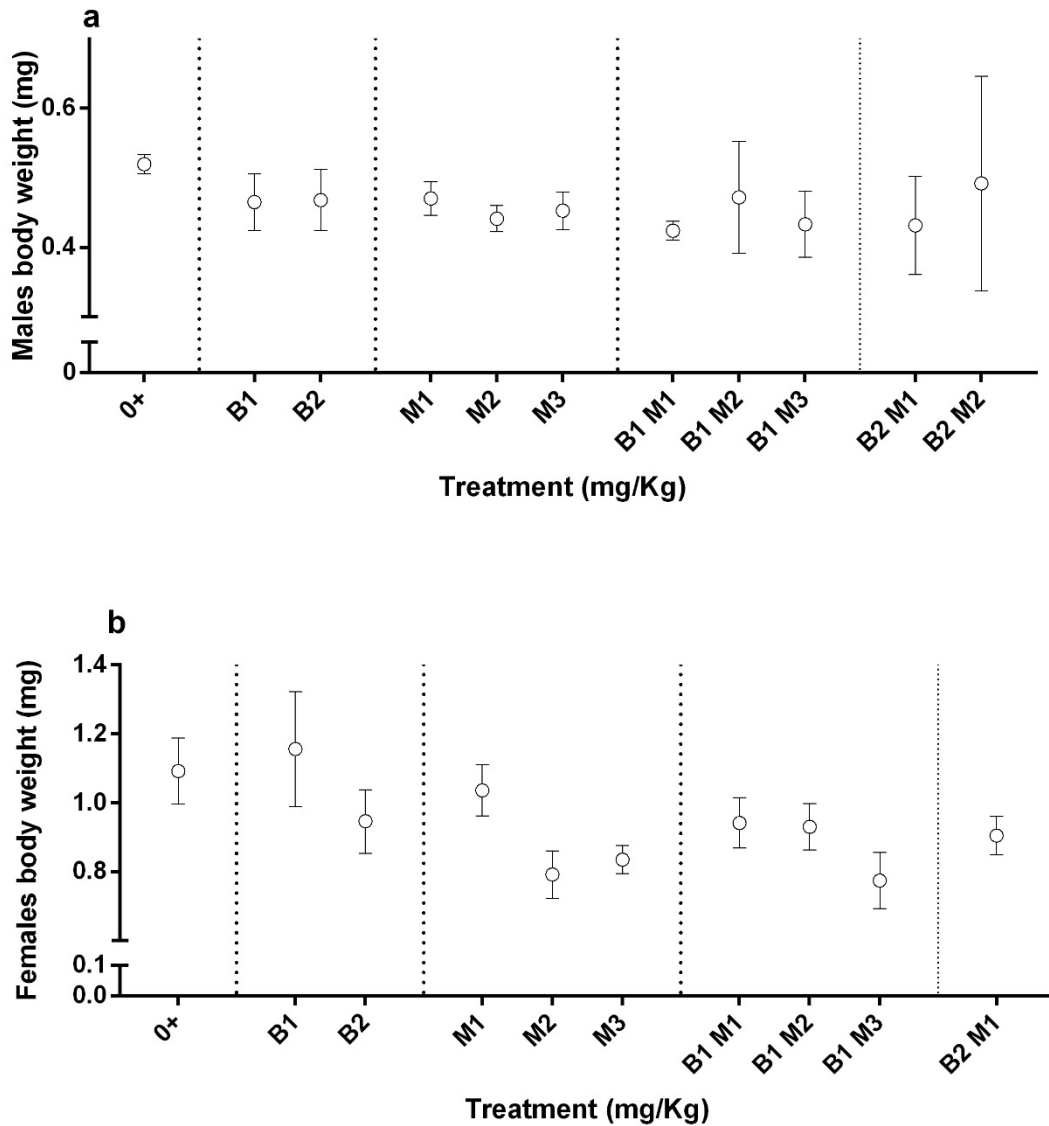 a
Males body weight (mg)
0.6
0.4
0
0+
B1
B2
M1
M2
M3
B1 M1
B1 M2
B1 M3
B2 M1
B2 M2
Treatment (mg/Kg)
b
Females body weight (mg)
1.4
1.2
1.0
0.8
0.1
0.0
0+
B1
B2
M1
M2
M3
B1 M1
B1 M2
B1 M3
B2 M1
Treatment (mg/Kg)